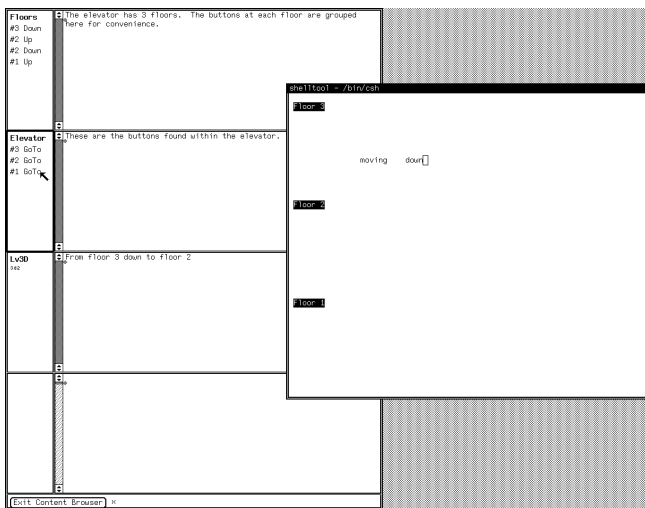 Floors
#3 Down
#2 Up
#2 Down
#1 Up
The elevator has 3 floors. The buttons at each floor are grouped
here for convenience.
Elevator
#3 GoTo
#2 GoTo
#1 GoTo
These are the buttons found within the elevator.
Lv3D
From floor 3 down to floor 2
Exit Content Browser
shelltool - /bin/csh
Floor 3
moving down
Floor 2
Floor 1